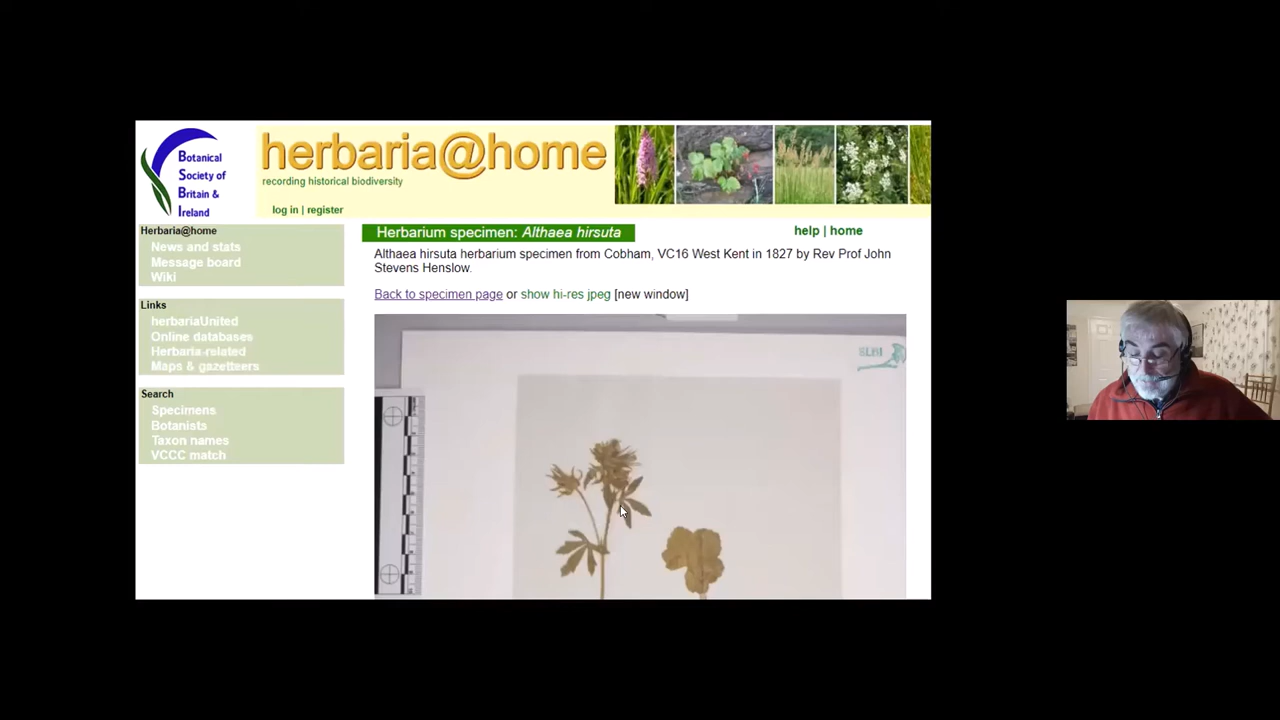 Botanical
Society of
Britain &
Ireland
herbaria@home
recording historical biodiversity
log in | register
Herbaria@home
News and stats
Message board
Wiki
Links
herbariaUnited
Online databases
Herbaria-related
Maps & gazetteers
Search
Specimens
Botanists
Taxon names
VCCC match
Herbarium specimen: Althaea hirsuta
help | home
Althaea hirsuta herbarium specimen from Cobham, VC16 West Kent in 1827 by Rev Prof John
Stevens Henslow.
Back to specimen page or show hi-res jpeg [new window]
SLBI